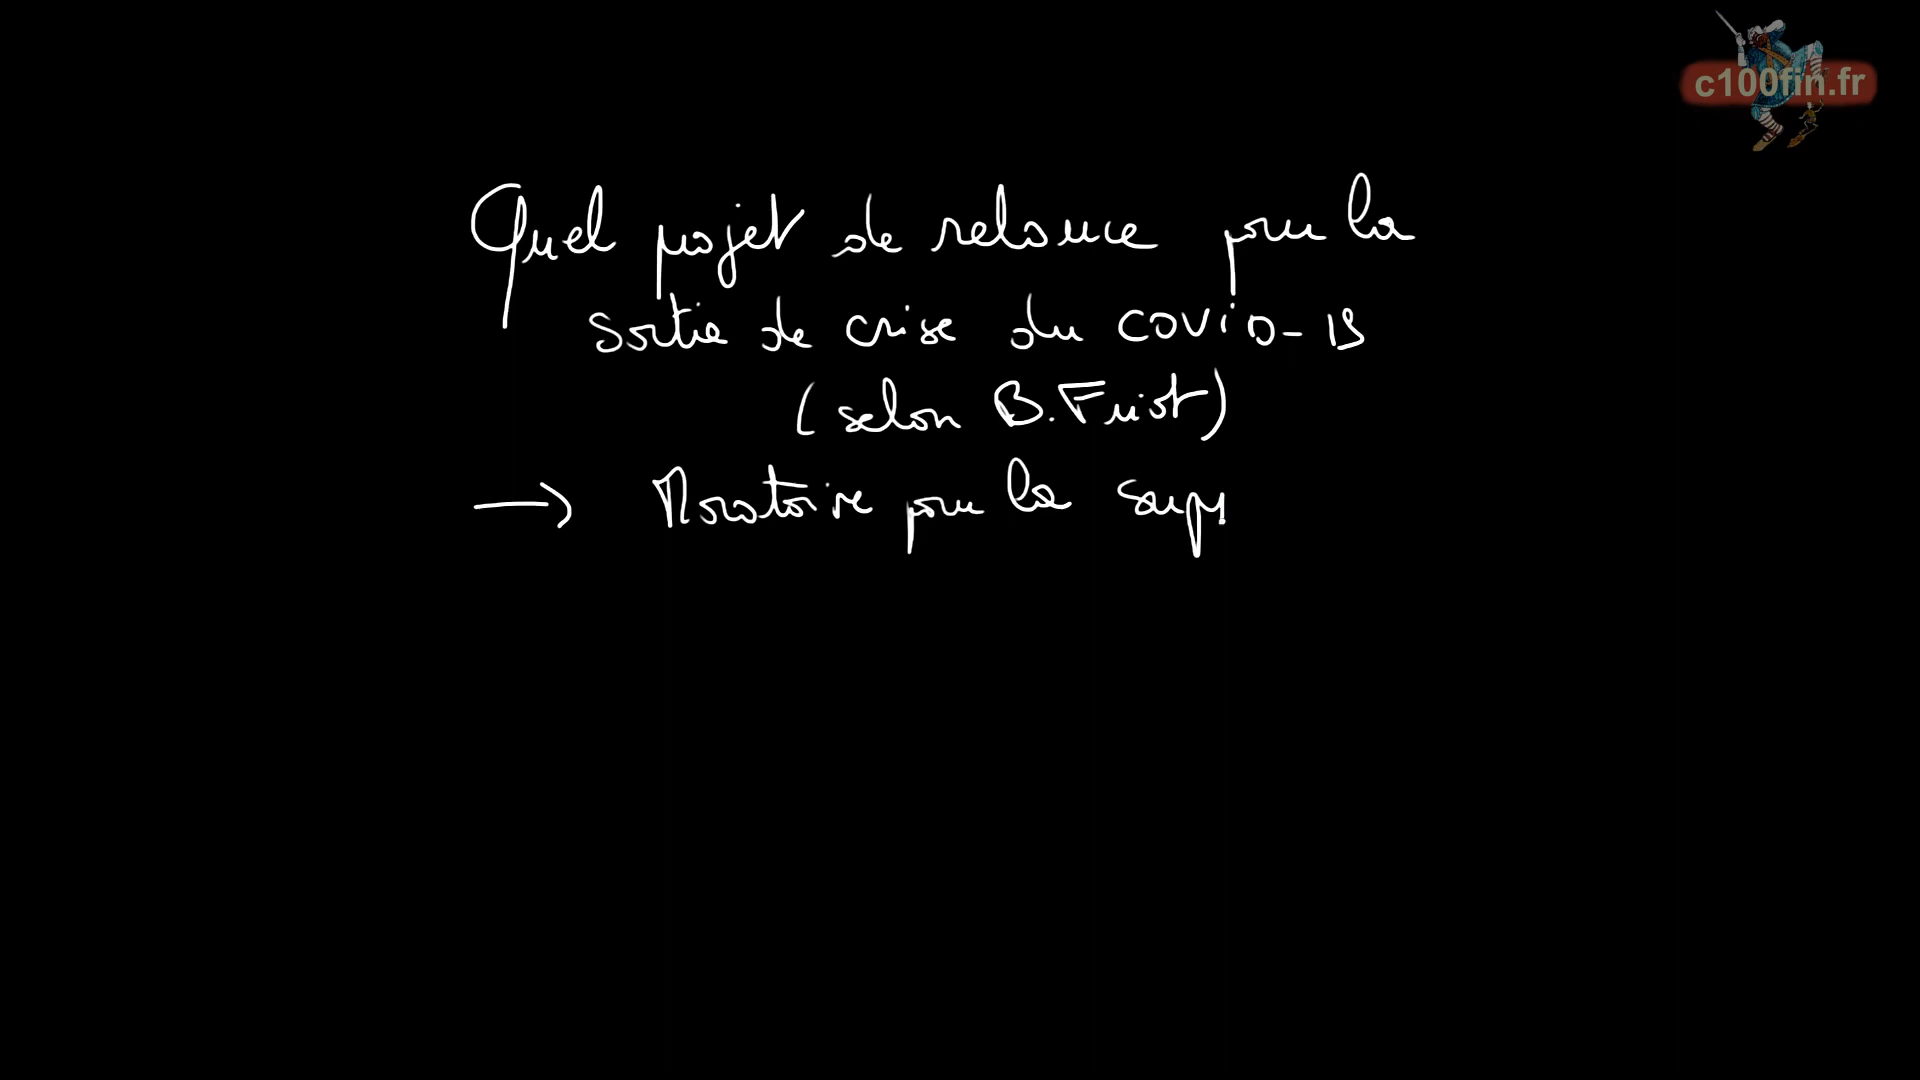 c100fin.fr
Quel projet de relance pour la
sortie de crise du COVID-19
(selon B. Friot)
→ Moratoire pour la supp